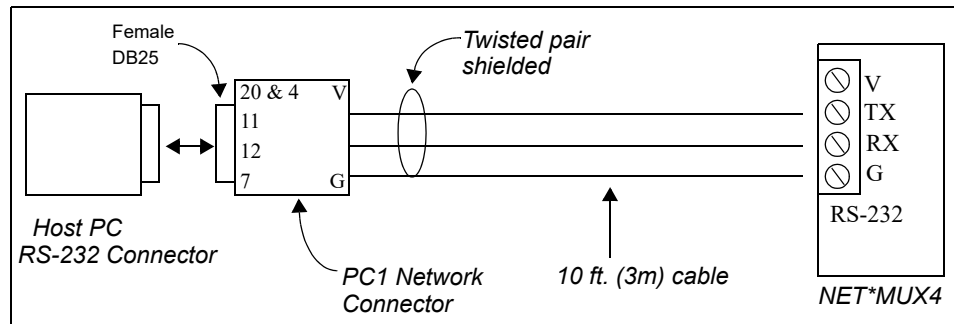 Female
DB25
Twisted pair
shielded
20 & 4 V
11
12
7 G
V
TX
RX
G
RS-232
Host PC
RS-232 Connector
PC1 Network
Connector
10 ft. (3m) cable
NET*MUX4